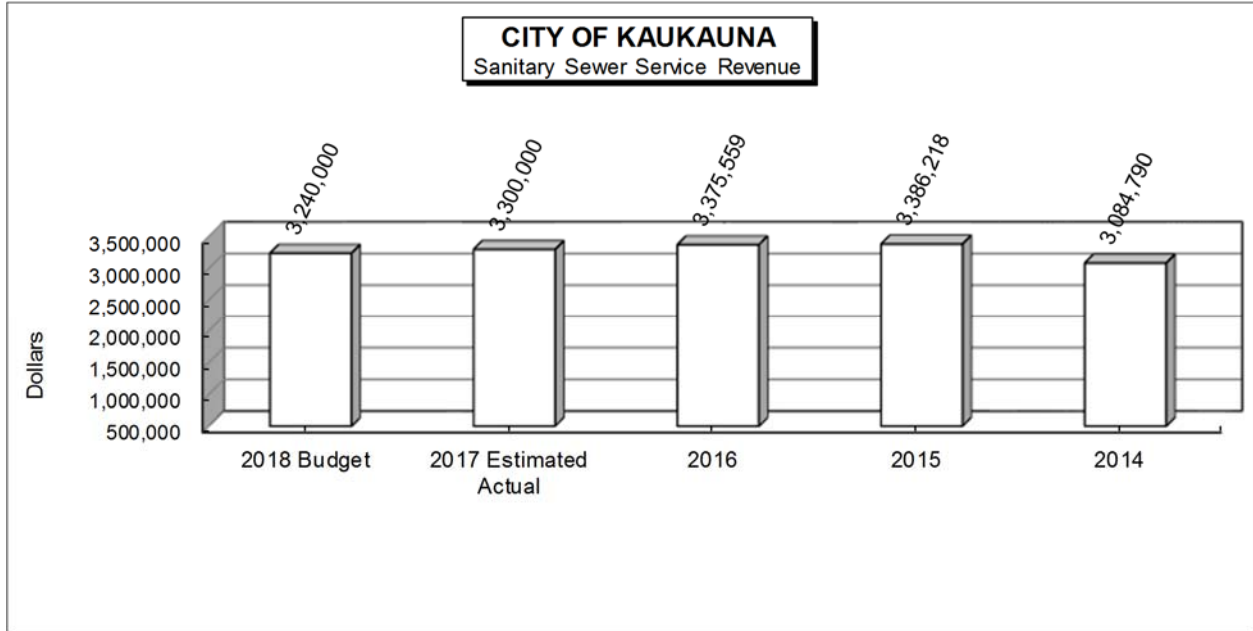 CITY OF KAUKAUNA
Sanitary Sewer Service Revenue
3,240,000
3,300,000
3,375,559
3,386,218
3,084,790
3,500,000
3,000,000
2,500,000
2,000,000
1,500,000
1,000,000
500,000
Dollars
2018 Budget
2017 Estimated
Actual
2016
2015
2014